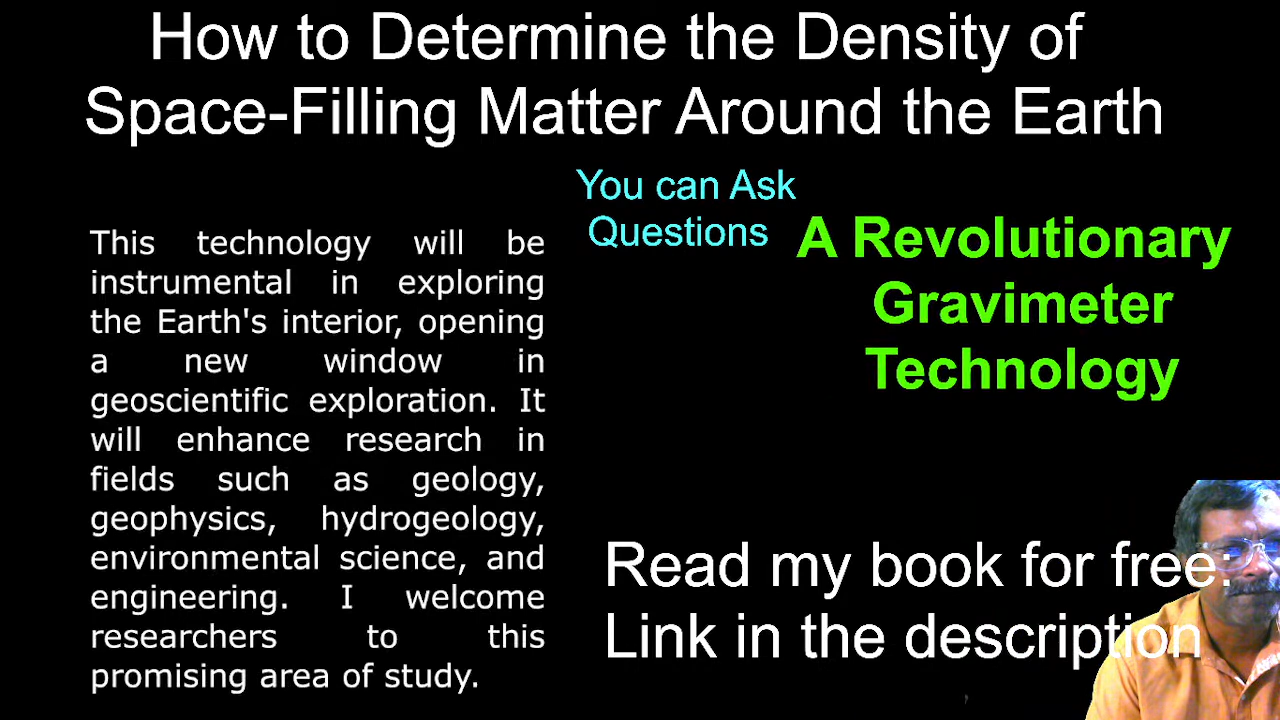 How to Determine the Density of
Space-Filling Matter Around the Earth
You can Ask
Questions
A Revolutionary
Gravimeter
Technology
This technology will be
instrumental in exploring
the Earth's interior, opening
a new window in
geoscientific exploration. It
will enhance research in
fields such as geology,
geophysics, hydrogeology,
environmental science, and
engineering. I welcome
researchers to this
promising area of study.
Read my book for free:
Link in the description